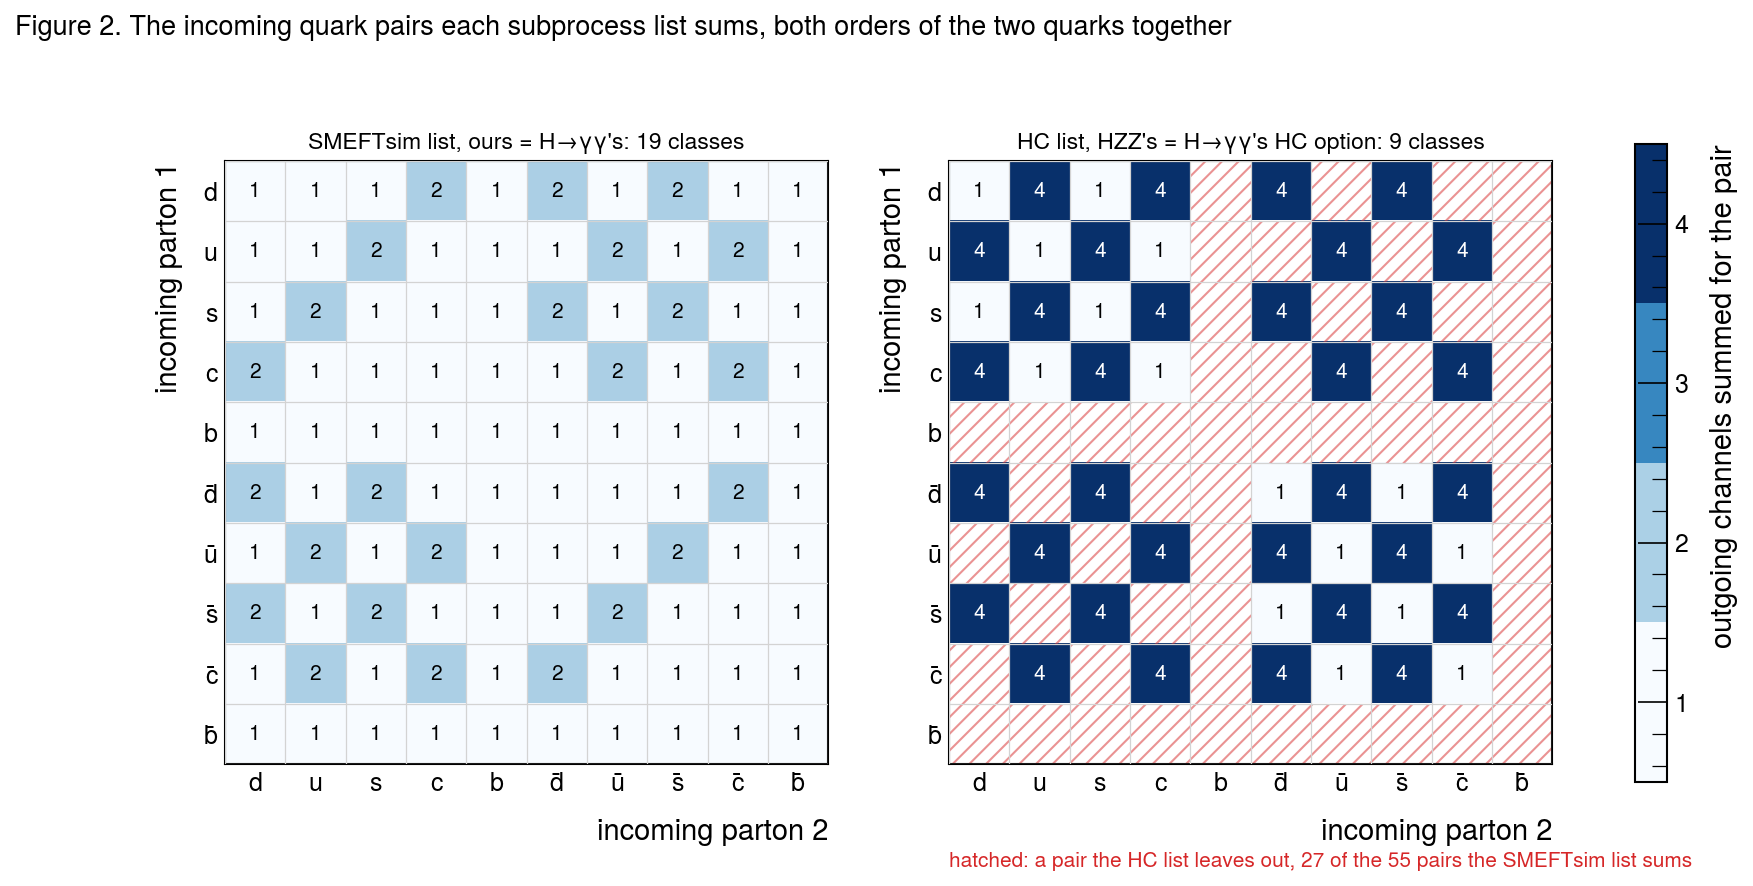 Figure 2. The incoming quark pairs each subprocess list sums, both orders of the two quarks together
SMEFTsim list, ours = H→γγ's: 19 classes
incoming parton 1
d 1 1 1 2 1 2 1 2 1 1
u 1 1 2 1 1 1 2 1 2 1
s 1 2 1 1 1 2 1 2 1 1
c 2 1 1 1 1 1 2 1 2 1
b 1 1 1 1 1 1 1 1 1 1
d̄ 2 1 2 1 1 1 1 1 2 1
ū 1 2 1 2 1 1 1 2 1 1
s̄ 2 1 2 1 1 1 2 1 1 1
c̄ 1 2 1 2 1 2 1 1 1 1
b̄ 1 1 1 1 1 1 1 1 1 1
d u s c b d̄ ū s̄ c̄ b̄
incoming parton 2
HC list, HZZ's = H→γγ's HC option: 9 classes
incoming parton 1
d 1 4 1 4 4 4
u 4 1 4 1 4 4
s 1 4 1 4 4 4
c 4 1 4 1 4 4
b
d̄ 4 4 1 4 1 4
ū 4 4 4 1 4 1
s̄ 4 4 1 4 1 4
c̄ 4 4 4 1 4 1
b̄
d u s c b d̄ ū s̄ c̄ b̄
incoming parton 2
hatched: a pair the HC list leaves out, 27 of the 55 pairs the SMEFTsim list sums
4
3
2
1
outgoing channels summed for the pair